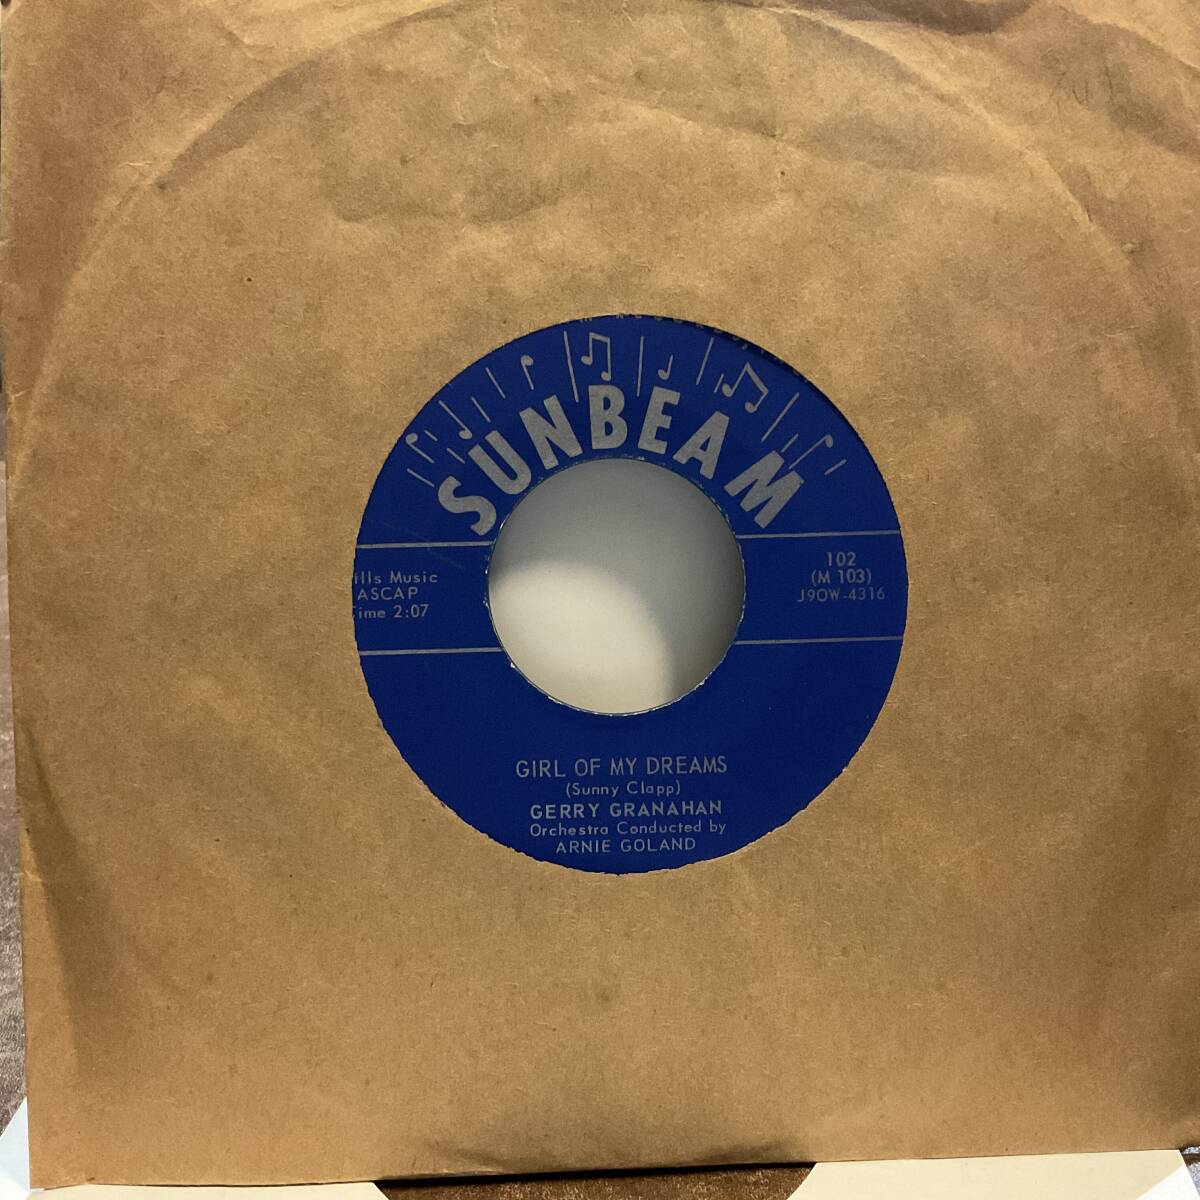 SUNBEAM
ills Music
ASCAP
ime 2:07
102
(M 103)
J9OW-4316
GIRL OF MY DREAMS
(Sunny Clapp)
GERRY GRANAHAN
Orchestra Conducted by
ARNIE GOLAND